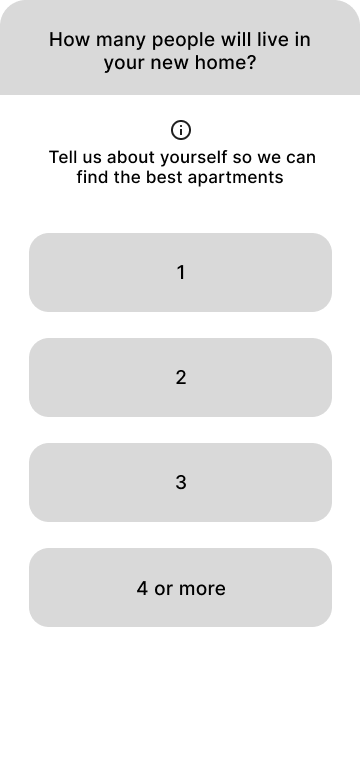 How many people will live in
your new home?
Tell us about yourself so we can
find the best apartments
1
2
3
4 or more